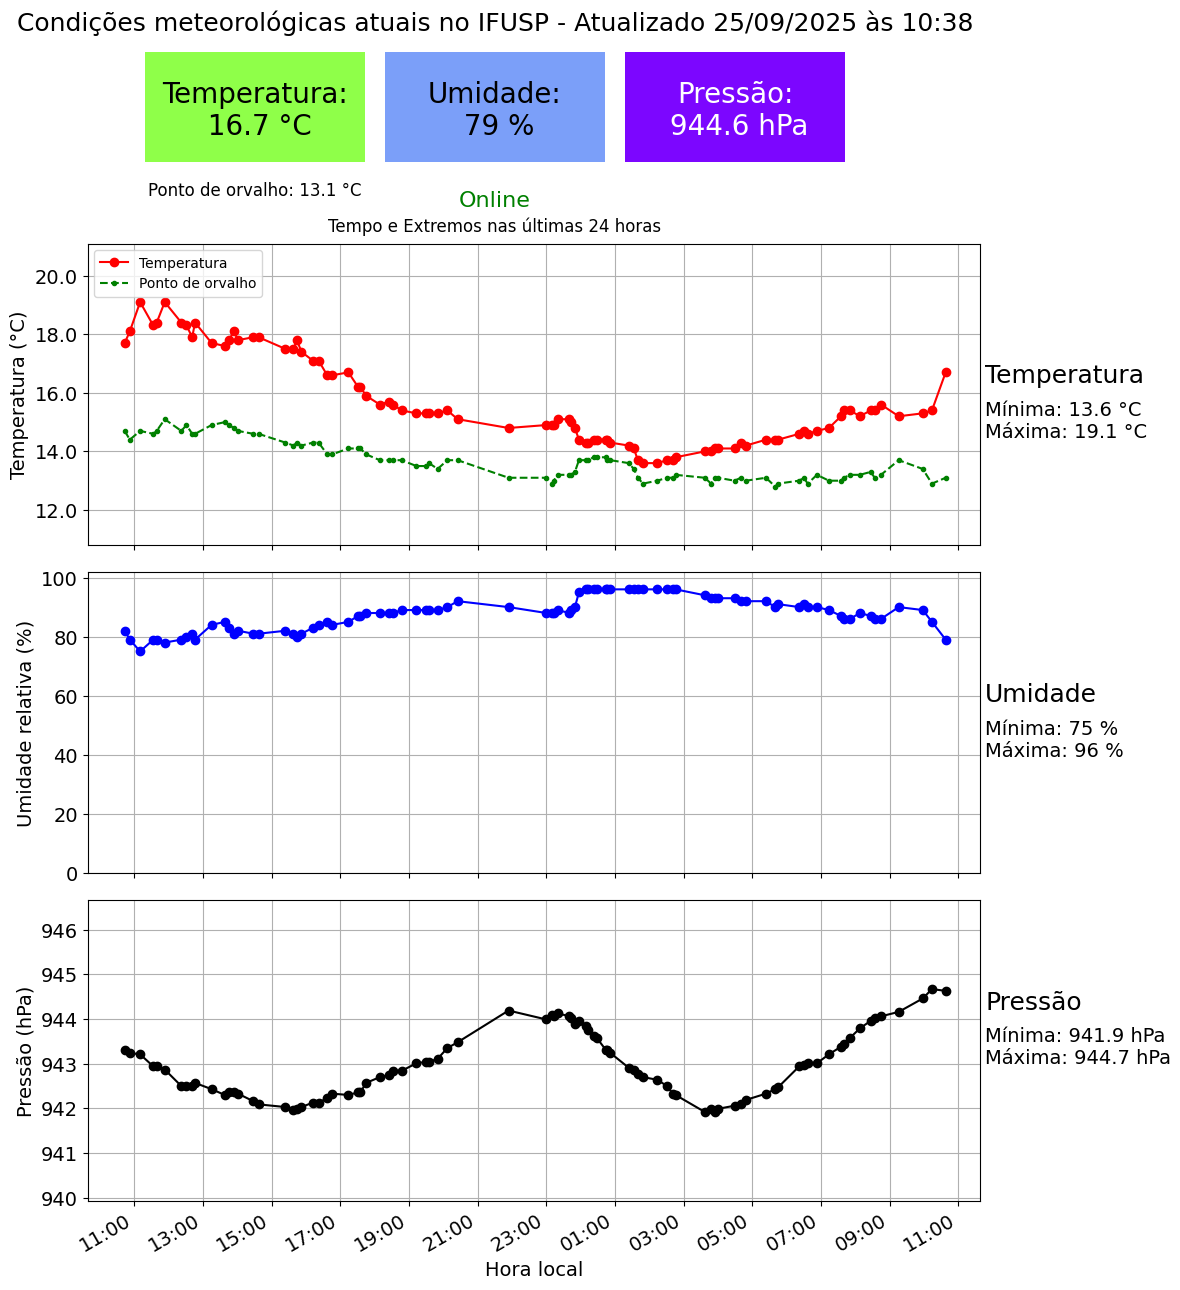 Condições meteorológicas atuais no IFUSP - Atualizado 25/09/2025 às 10:38
Temperatura:
16.7 °C
Umidade:
79 %
Pressão:
944.6 hPa
Ponto de orvalho: 13.1 °C
Online
Tempo e Extremos nas últimas 24 horas
Temperatura
Ponto de orvalho
Temperatura (°C)
20.0
18.0
16.0
14.0
12.0
Temperatura
Mínima: 13.6 °C
Máxima: 19.1 °C
Umidade relativa (%)
100
80
60
40
20
0
Umidade
Mínima: 75 %
Máxima: 96 %
Pressão (hPa)
946
945
944
943
942
941
940
Pressão
Mínima: 941.9 hPa
Máxima: 944.7 hPa
11:00 13:00 15:00 17:00 19:00 21:00 23:00 01:00 03:00 05:00 07:00 09:00 11:00
Hora local